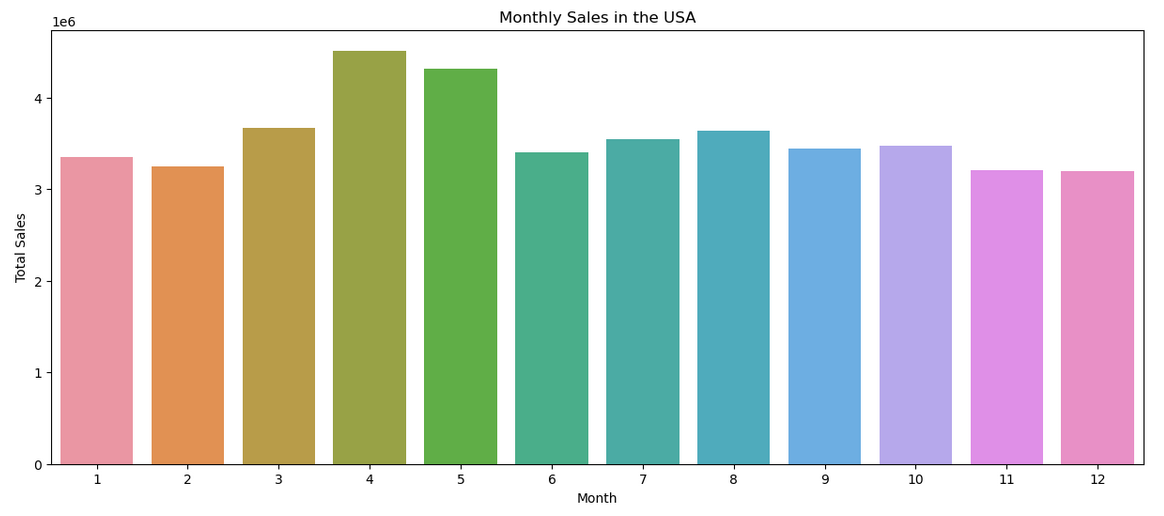 Monthly Sales in the USA
1e6
4
3
2
1
0
Total Sales
1 2 3 4 5 6 7 8 9 10 11 12
Month